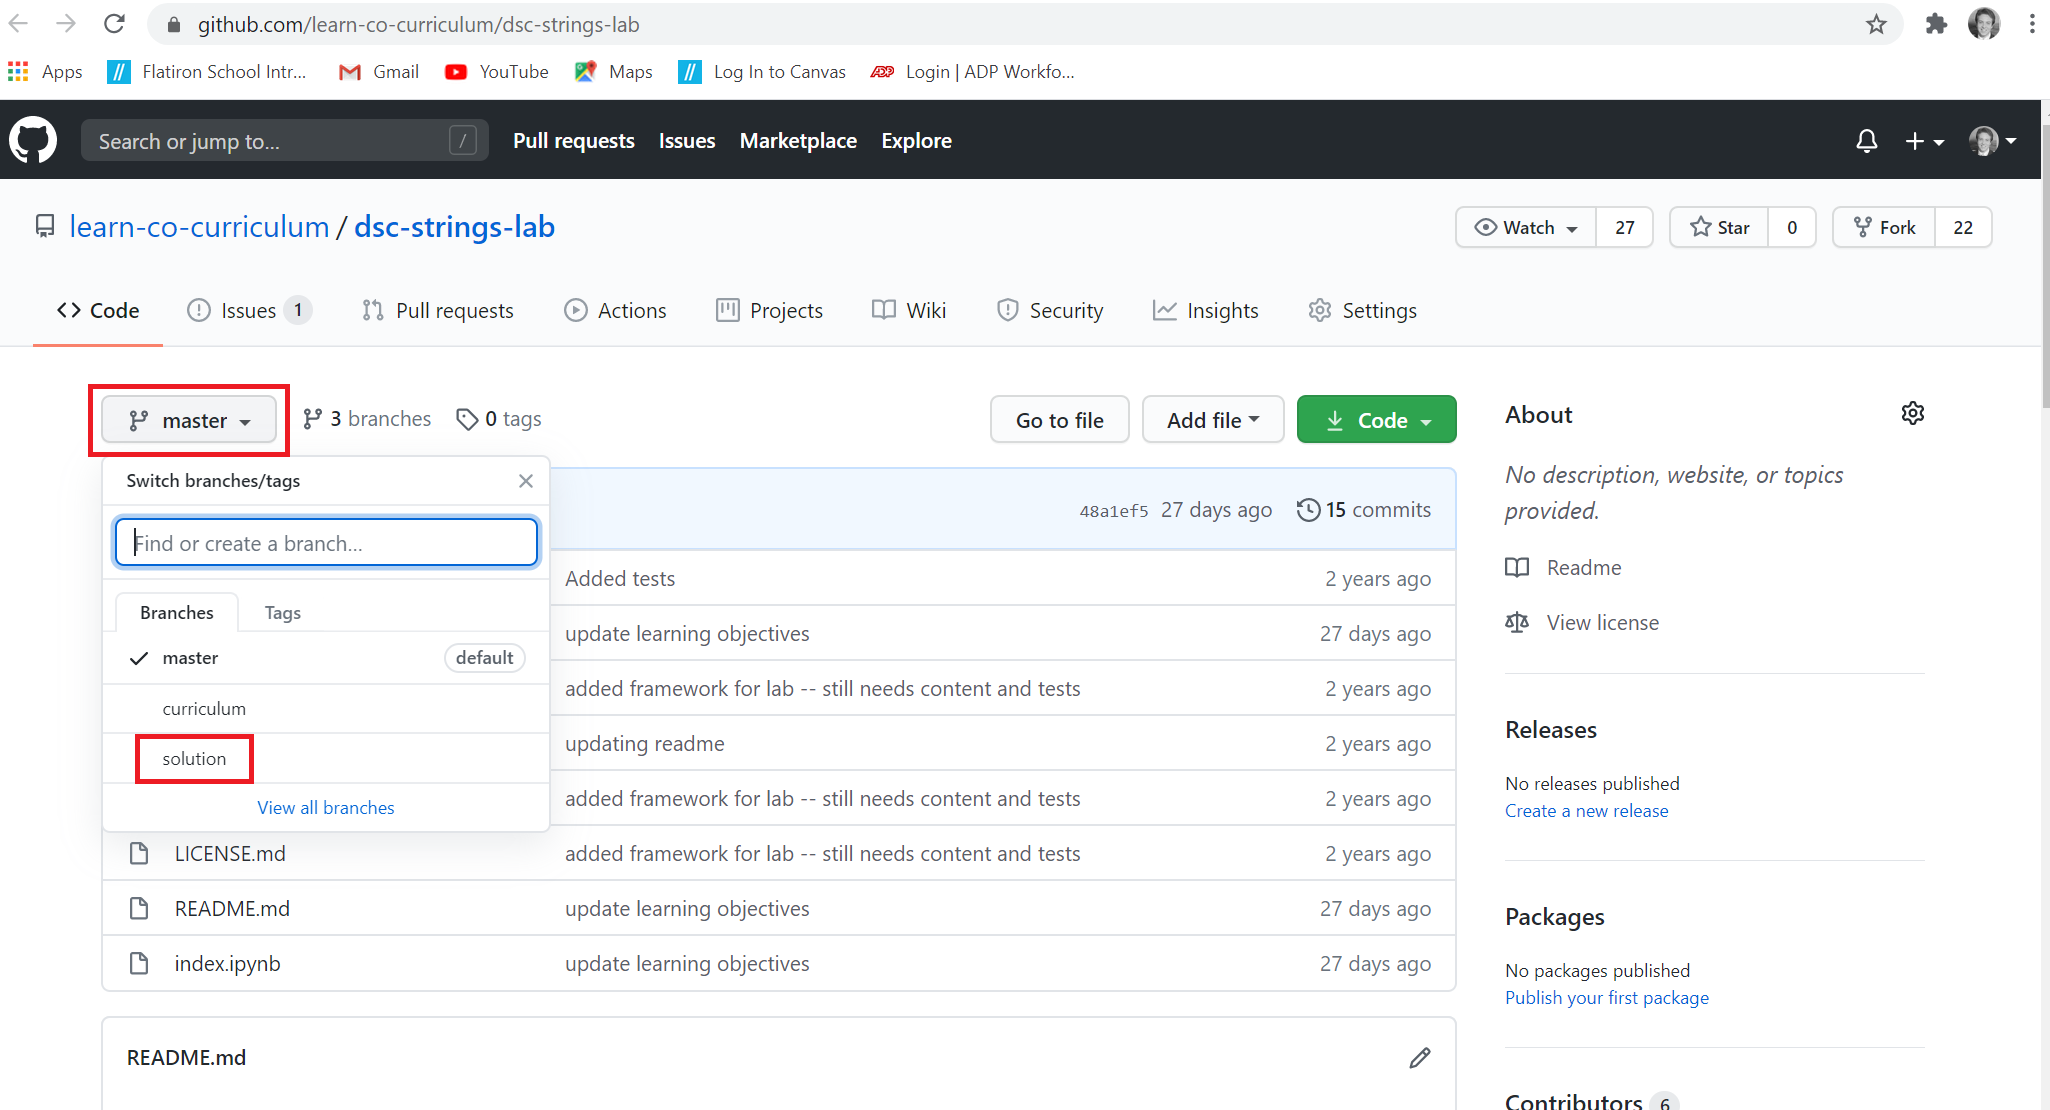 github.com/learn-co-curriculum/dsc-strings-lab
Apps Flatiron School Intr... Gmail YouTube Maps Log In to Canvas ADP Login | ADP Workfo...
Search or jump to... / Pull requests Issues Marketplace Explore
learn-co-curriculum / dsc-strings-lab Watch 27 Star 0 Fork 22
Code Issues 1 Pull requests Actions Projects Wiki Security Insights Settings
master 3 branches 0 tags Go to file Add file Code
Switch branches/tags
Find or create a branch...
Branches Tags
master default
curriculum
solution
View all branches
48a1ef5 27 days ago 15 commits
Added tests 2 years ago
update learning objectives 27 days ago
added framework for lab -- still needs content and tests 2 years ago
updating readme 2 years ago
added framework for lab -- still needs content and tests 2 years ago
LICENSE.md added framework for lab -- still needs content and tests 2 years ago
README.md update learning objectives 27 days ago
index.ipynb update learning objectives 27 days ago
README.md
About
No description, website, or topics
provided.
Readme
View license
Releases
No releases published
Create a new release
Packages
No packages published
Publish your first package
Contributors 6